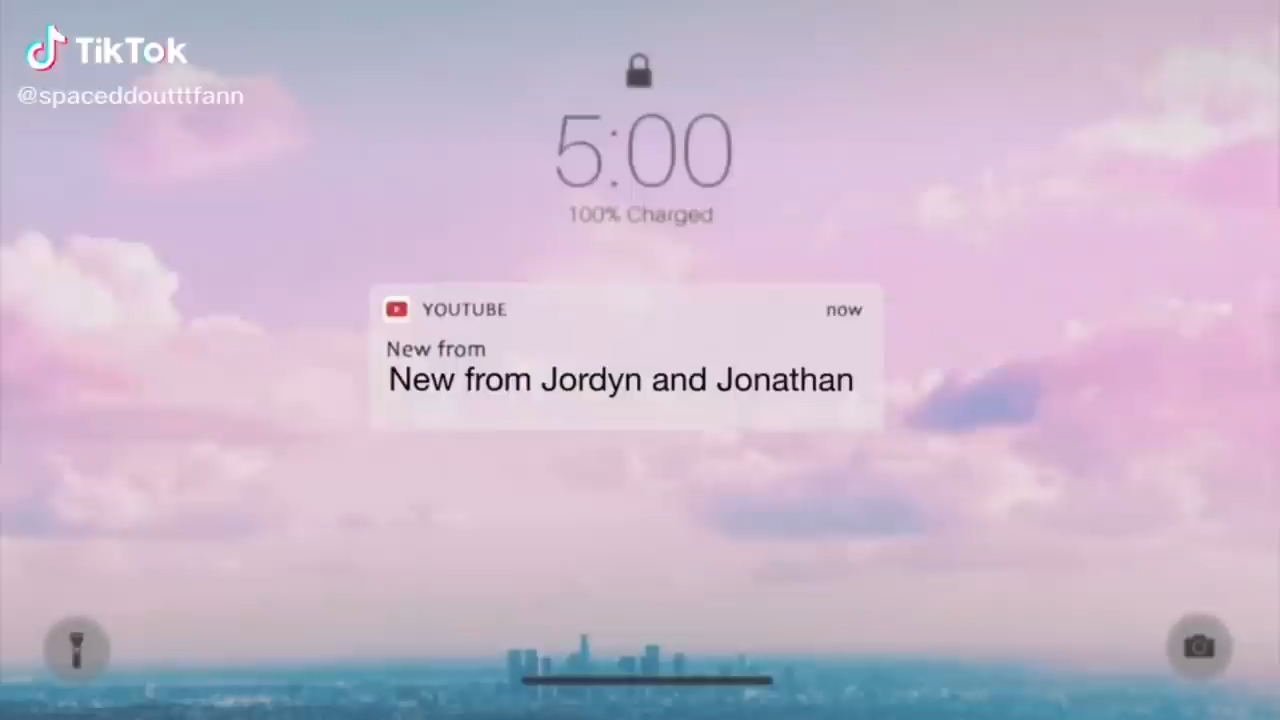 TikTok
@spaceddoutttfann
5:00
100% Charged
YOUTUBE now
New from
New from Jordyn and Jonathan